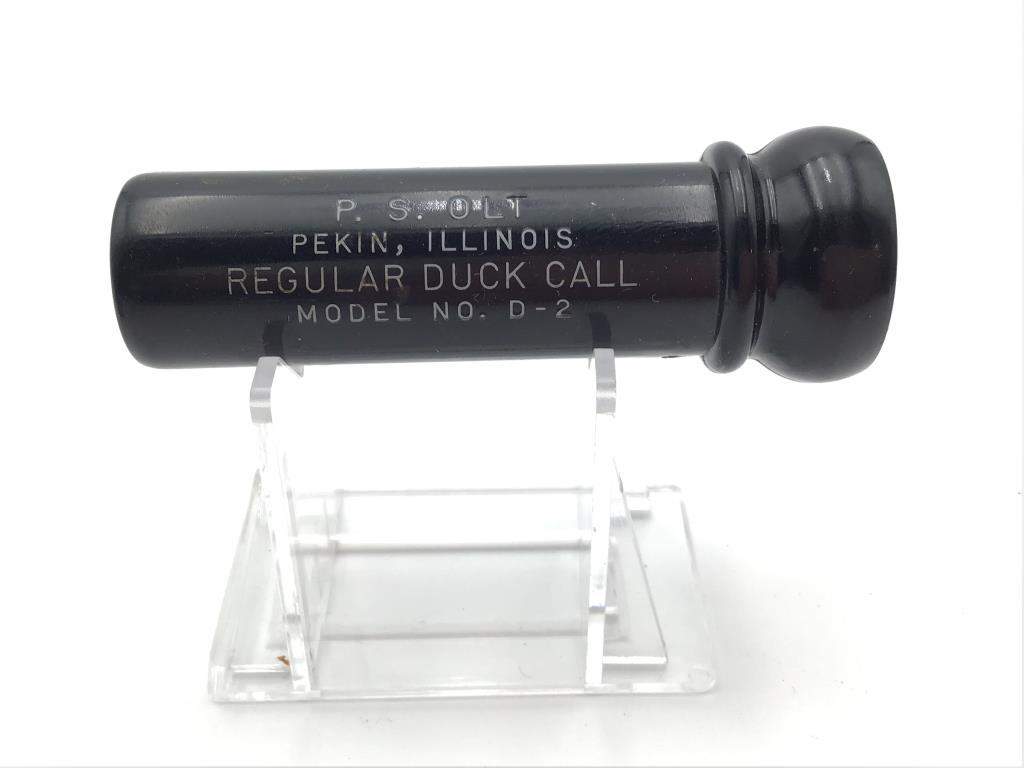 P. S. OLT
PEKIN, ILLINOIS
REGULAR DUCK CALL
MODEL NO. D-2